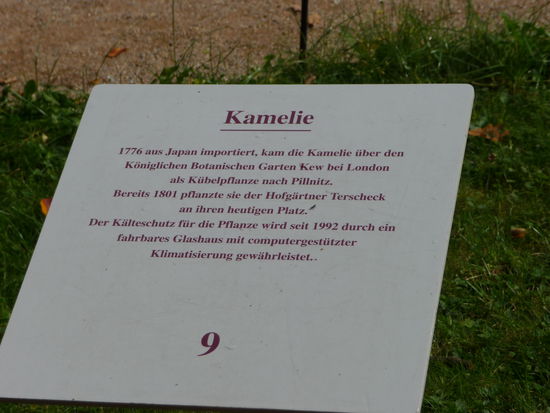 Kamelie
1776 aus Japan importiert, kam die Kamelie über den
Königlichen Botanischen Garten Kew bei London
als Kübelpflanze nach Pillnitz.
Bereits 1801 pflanzte sie der Hofgärtner Terscheck
an ihren heutigen Platz.
Der Kälteschutz für die Pflanze wird seit 1992 durch ein
fahrbares Glashaus mit computergestützter
Klimatisierung gewährleistet.
9